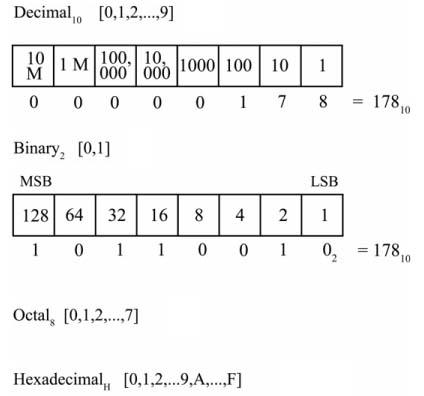 Decimal₁₀ [0,1,2,...,9]
10 M 1 M 100,000 10,000 1000 100 10 1
0 0 0 0 0 1 7 8 = 178₁₀
Binary₂ [0,1]
MSB LSB
128 64 32 16 8 4 2 1
1 0 1 1 0 0 1 0₂ = 178₁₀
Octal₈ [0,1,2,...,7]
Hexadecimal_H [0,1,2,...9,A,...,F]